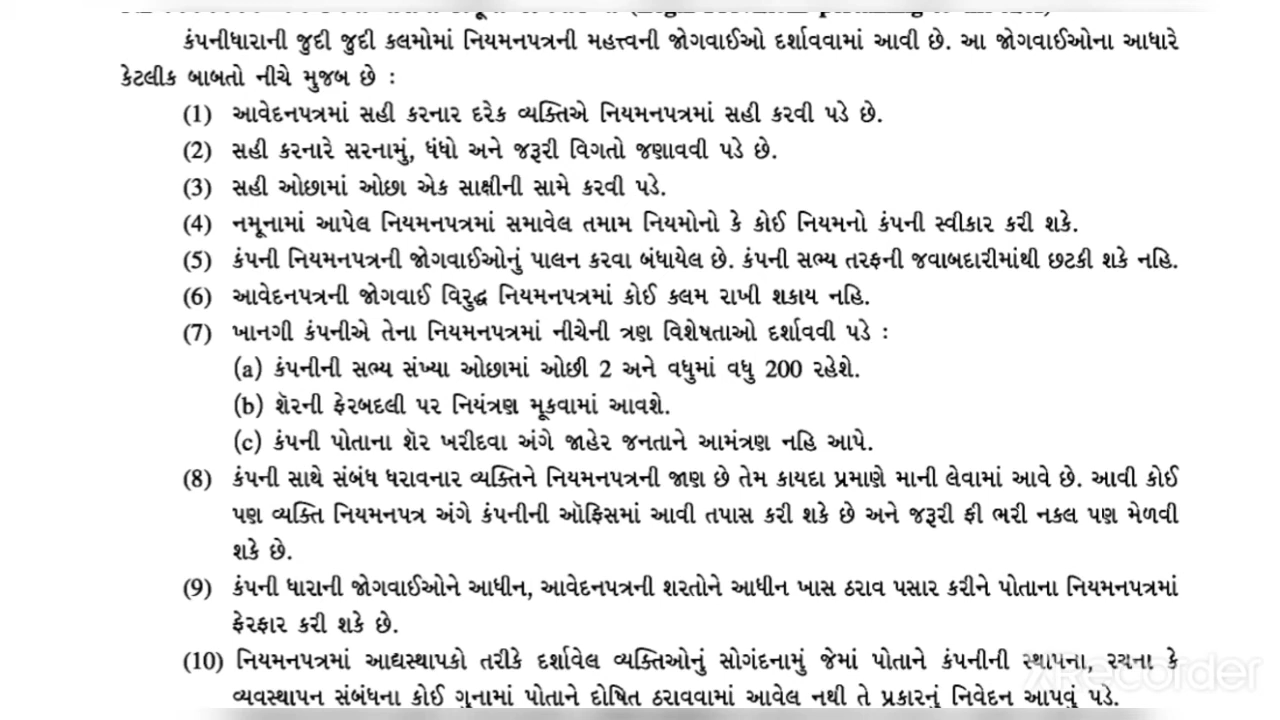 કંપનીધારાની જુદી જુદી કલમોમાં નિયમનપત્રની મહત્ત્વની જોગવાઈઓ દર્શાવવામાં આવી છે. આ જોગવાઈઓના આધારે
કેટલીક બાબતો નીચે મુજબ છે :
(1) આવેદનપત્રમાં સહી કરનાર દરેક વ્યક્તિએ નિયમનપત્રમાં સહી કરવી પડે છે.
(2) સહી કરનારે સરનામું, ધંધો અને જરૂરી વિગતો જણાવવી પડે છે.
(3) સહી ઓછામાં ઓછા એક સાક્ષીની સામે કરવી પડે.
(4) નમૂનામાં આપેલ નિયમનપત્રમાં સમાવેલ તમામ નિયમોનો કે કોઈ નિયમનો કંપની સ્વીકાર કરી શકે.
(5) કંપની નિયમનપત્રની જોગવાઈઓનું પાલન કરવા બંધાયેલ છે. કંપની સભ્ય તરફની જવાબદારીમાંથી છટકી શકે નહિ.
(6) આવેદનપત્રની જોગવાઈ વિરુદ્ધ નિયમનપત્રમાં કોઈ કલમ રાખી શકાય નહિ.
(7) ખાનગી કંપનીએ તેના નિયમનપત્રમાં નીચેની ત્રણ વિશેષતાઓ દર્શાવવી પડે :
(a) કંપનીની સભ્ય સંખ્યા ઓછામાં ઓછી 2 અને વધુમાં વધુ 200 રહેશે.
(b) શૅરની ફેરબદલી પર નિયંત્રણ મૂકવામાં આવશે.
(c) કંપની પોતાના શૅર ખરીદવા અંગે જાહેર જનતાને આમંત્રણ નહિ આપે.
(8) કંપની સાથે સંબંધ ધરાવનાર વ્યક્તિને નિયમનપત્રની જાણ છે તેમ કાયદા પ્રમાણે માની લેવામાં આવે છે. આવી કોઈ
પણ વ્યક્તિ નિયમનપત્ર અંગે કંપનીની ઑફિસમાં આવી તપાસ કરી શકે છે અને જરૂરી ફી ભરી નકલ પણ મેળવી
શકે છે.
(9) કંપની ધારાની જોગવાઈઓને આધીન, આવેદનપત્રની શરતોને આધીન ખાસ ઠરાવ પસાર કરીને પોતાના નિયમનપત્રમાં
ફેરફાર કરી શકે છે.
(10) નિયમનપત્રમાં આદ્યસ્થાપકો તરીકે દર્શાવેલ વ્યક્તિઓનું સોગંદનામું જેમાં પોતાને કંપનીની સ્થાપના, રચના કે
વ્યવસ્થાપન સંબંધના કોઈ ગુનામાં પોતાને દોષિત ઠરાવવામાં આવેલ નથી તે પ્રકારનું નિવેદન આપવું પડે.
XRecorder